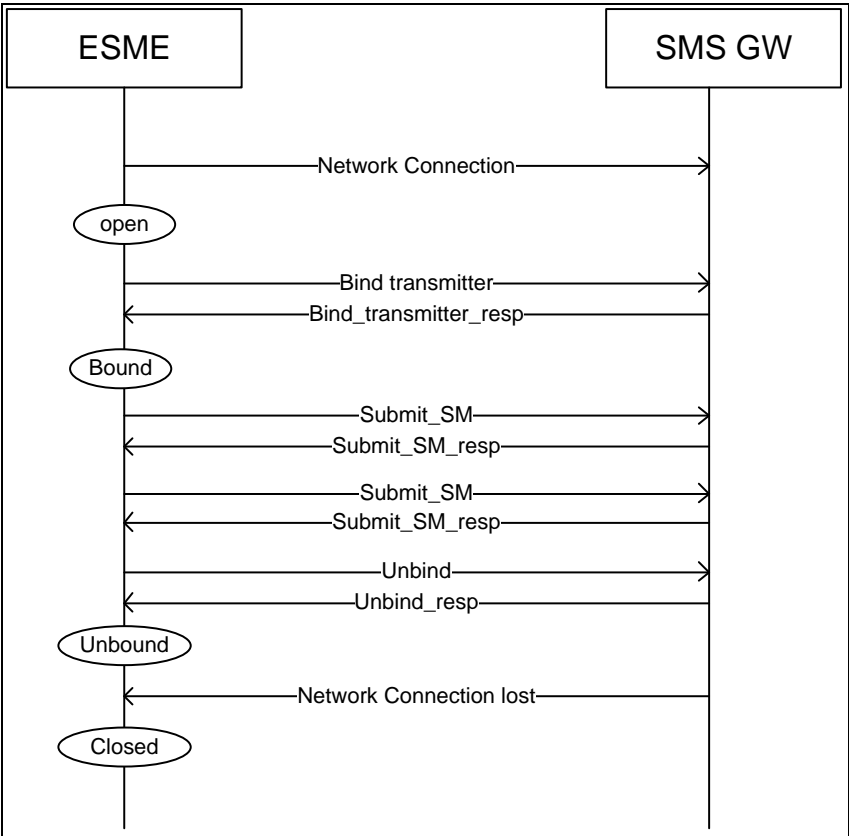 ESME
SMS GW
Network Connection
open
Bind transmitter
Bind_transmitter_resp
Bound
Submit_SM
Submit_SM_resp
Submit_SM
Submit_SM_resp
Unbind
Unbind_resp
Unbound
Network Connection lost
Closed